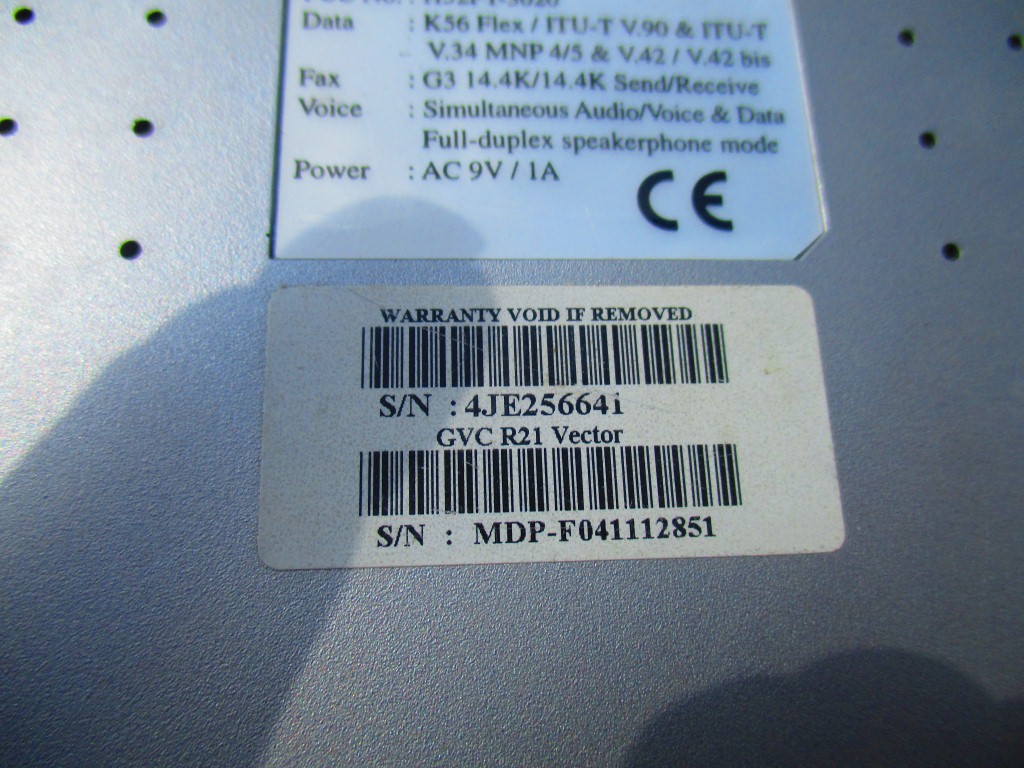 Data : K56 Flex / ITU-T V.90 & ITU-T
V.34 MNP 4/5 & V.42 / V.42 bis
Fax : G3 14.4K/14.4K Send/Receive
Voice : Simultaneous Audio/Voice & Data
Full-duplex speakerphone mode
Power : AC 9V / 1A
CE
WARRANTY VOID IF REMOVED
S/N : 4JE25664i
GVC R21 Vector
S/N : MDP-F041112851